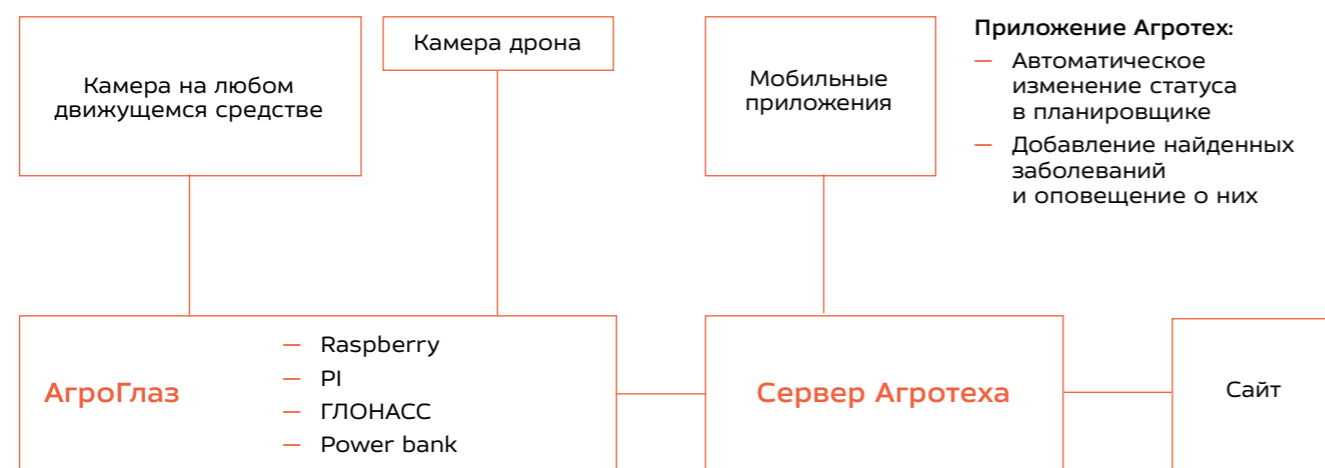 Камера на любом
движущемся средстве
Камера дрона
Мобильные
приложения
Приложение Агротех:
— Автоматическое
изменение статуса
в планировщике
— Добавление найденных
заболеваний
и оповещение о них
АгроГлаз
— Raspberry
— PI
— ГЛОНАСС
— Power bank
Сервер Агротеха
Сайт